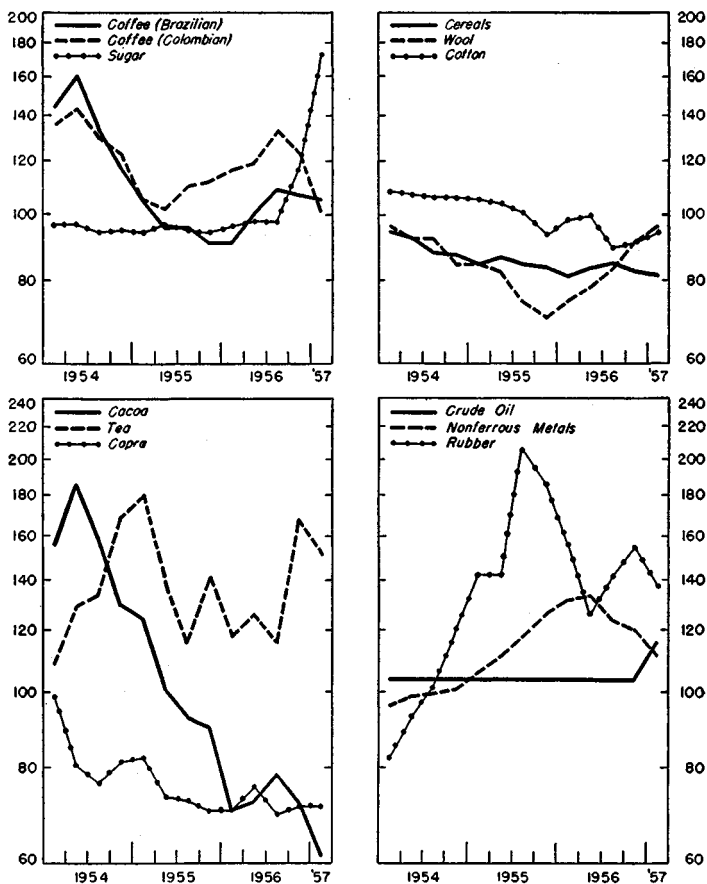 200
180
160
140
120
100
80
60
Coffee (Brazilian)
Coffee (Colombian)
Sugar
1954 1955 1956 '57
Cereals
Wool
Cotton
200
180
160
140
120
100
80
60
1954 1955 1956 '57
240
220
200
180
160
140
120
100
80
60
Cacoa
Tea
Copra
1954 1955 1956 '57
Crude Oil
Nonferrous Metals
Rubber
240
220
200
180
160
140
120
100
80
60
1954 1955 1956 '57